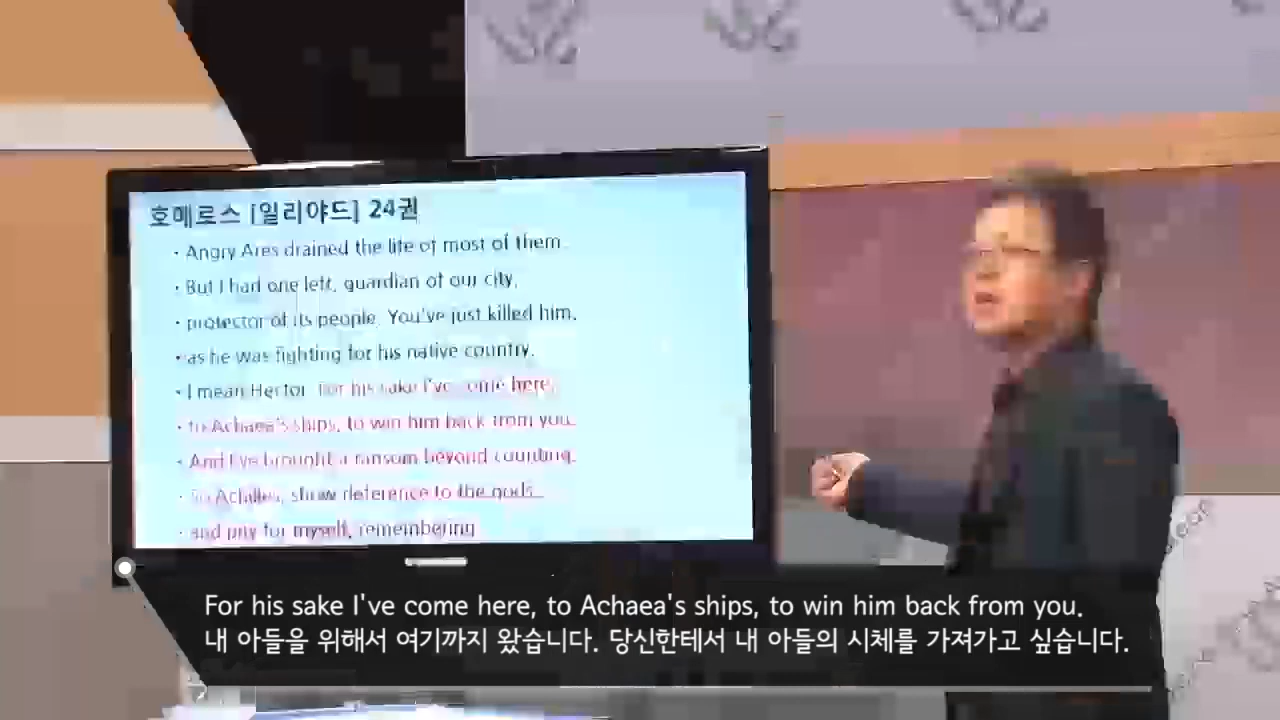 호메로스 [일리야드] 24권
· Angry Ares drained the life of most of them.
· But I had one left, guardian of our city,
· protector of its people. You've just killed him,
· as he was fighting for his native country.
· I mean Hector. For his sake I've come here,
· to Achaea's ships, to win him back from you.
· And I've brought a ransom beyond counting.
· So Achilles, show deference to the gods
· and pity for myself, remembering
For his sake I've come here, to Achaea's ships, to win him back from you.
내 아들을 위해서 여기까지 왔습니다. 당신한테서 내 아들의 시체를 가져가고 싶습니다.